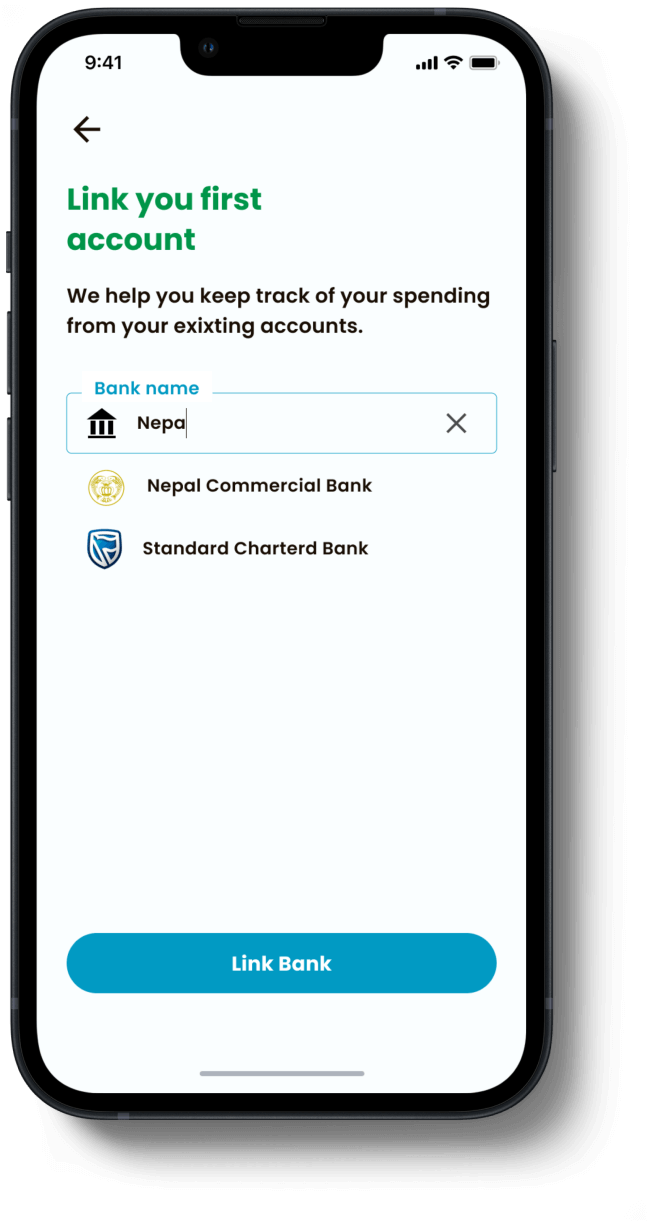 9:41
Link you first
account
We help you keep track of your spending
from your exixting accounts.
Bank name
Nepa
Nepal Commercial Bank
Standard Charterd Bank
Link Bank